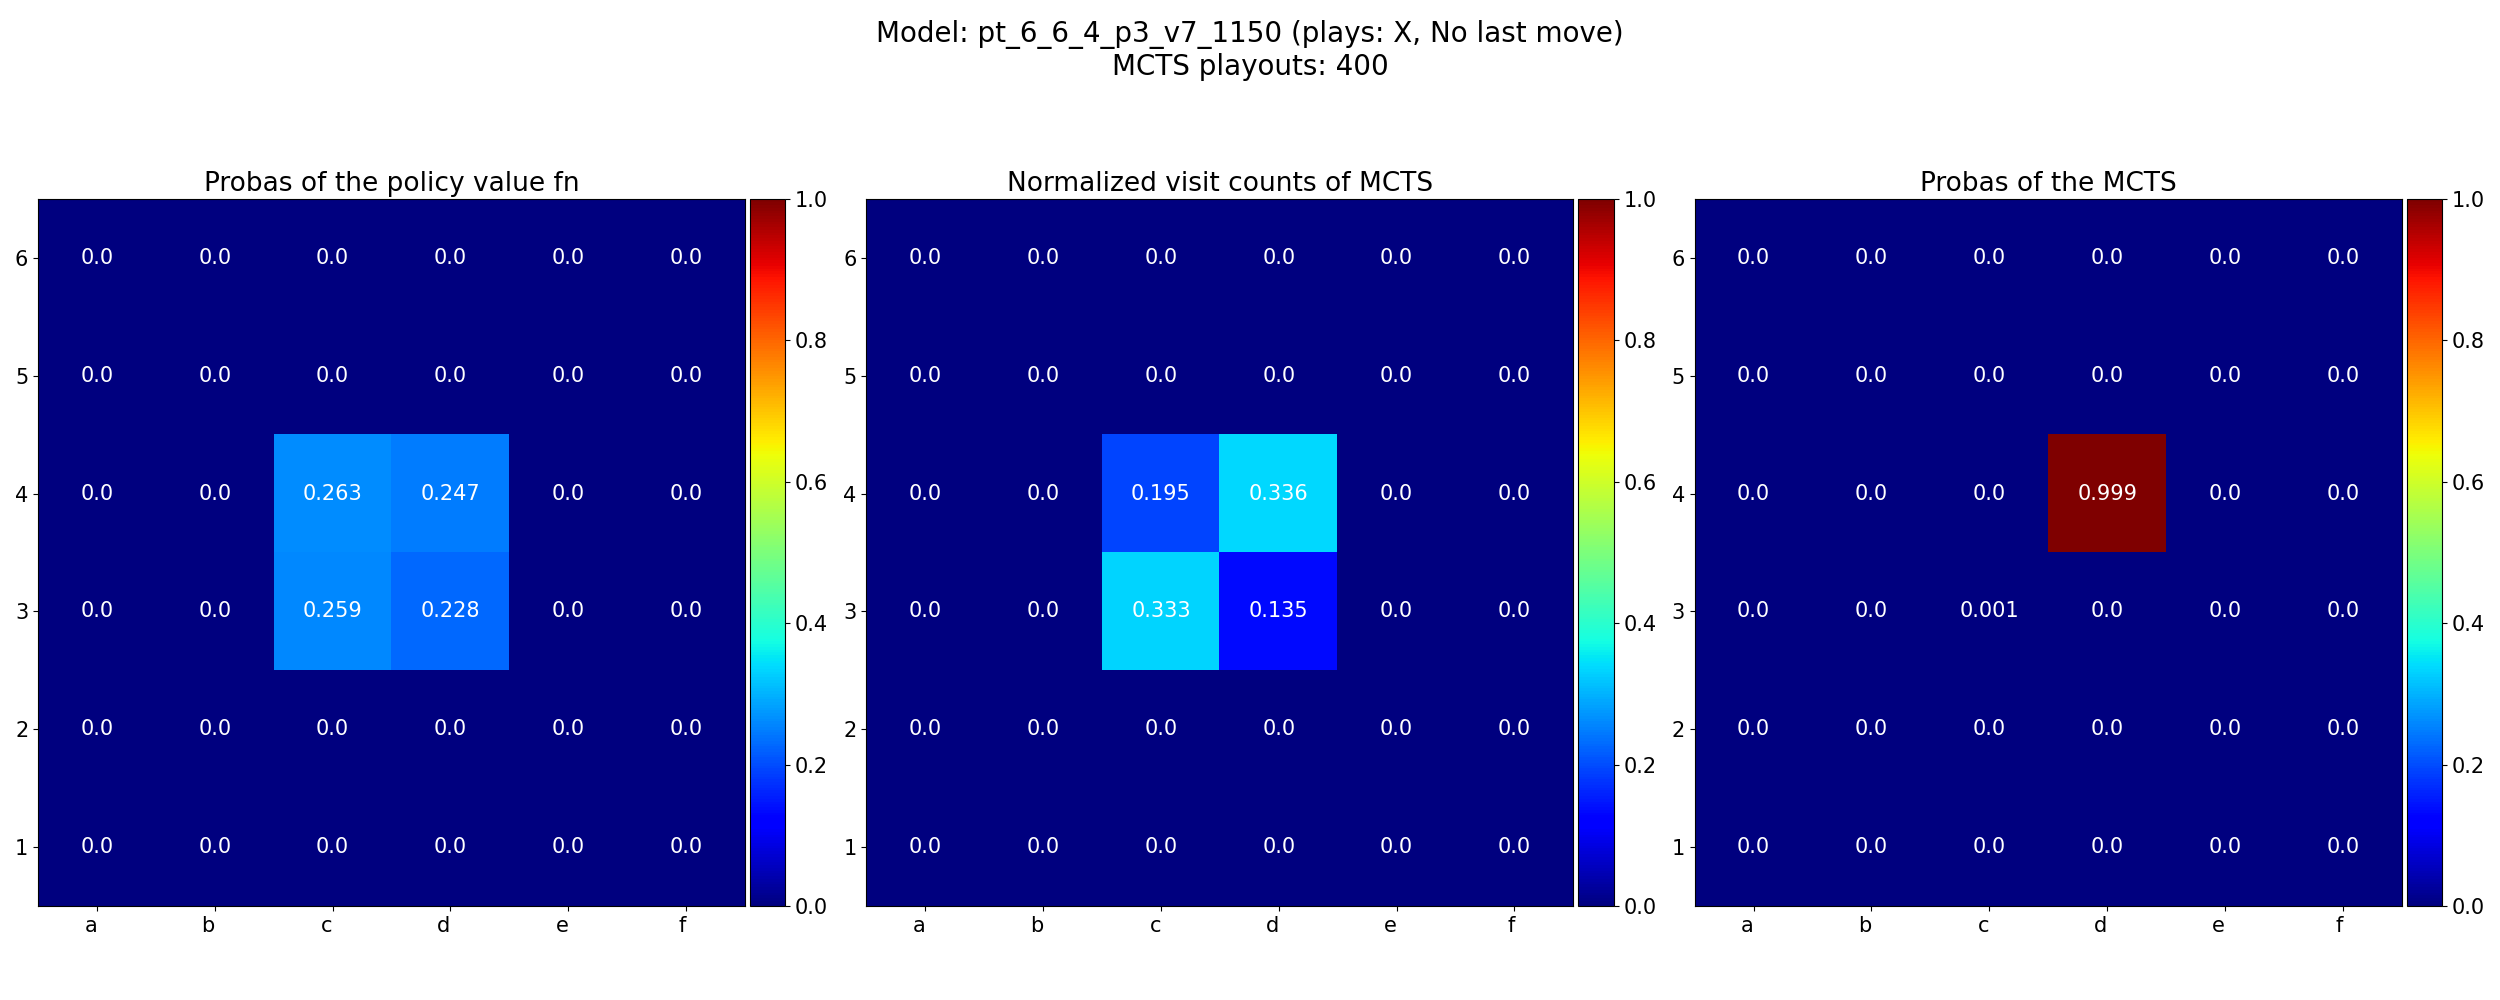 Model: pt_6_6_4_p3_v7_1150 (plays: X, No last move)
MCTS playouts: 400
Probas of the policy value fn
6 0.0 0.0 0.0 0.0 0.0 0.0
5 0.0 0.0 0.0 0.0 0.0 0.0
4 0.0 0.0 0.263 0.247 0.0 0.0
3 0.0 0.0 0.259 0.228 0.0 0.0
2 0.0 0.0 0.0 0.0 0.0 0.0
1 0.0 0.0 0.0 0.0 0.0 0.0
a b c d e f
1.0
0.8
0.6
0.4
0.2
0.0
Normalized visit counts of MCTS
6 0.0 0.0 0.0 0.0 0.0 0.0
5 0.0 0.0 0.0 0.0 0.0 0.0
4 0.0 0.0 0.195 0.336 0.0 0.0
3 0.0 0.0 0.333 0.135 0.0 0.0
2 0.0 0.0 0.0 0.0 0.0 0.0
1 0.0 0.0 0.0 0.0 0.0 0.0
a b c d e f
1.0
0.8
0.6
0.4
0.2
0.0
Probas of the MCTS
6 0.0 0.0 0.0 0.0 0.0 0.0
5 0.0 0.0 0.0 0.0 0.0 0.0
4 0.0 0.0 0.0 0.999 0.0 0.0
3 0.0 0.0 0.001 0.0 0.0 0.0
2 0.0 0.0 0.0 0.0 0.0 0.0
1 0.0 0.0 0.0 0.0 0.0 0.0
a b c d e f
1.0
0.8
0.6
0.4
0.2
0.0